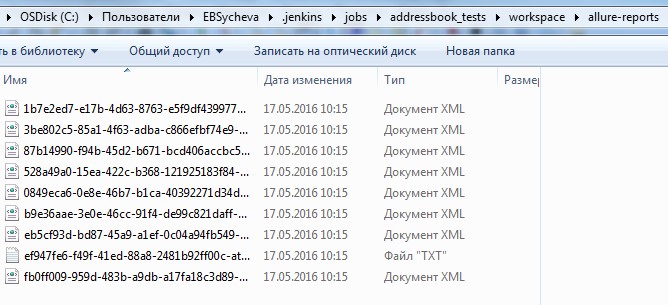 OSDisk (C:) ▸ Пользователи ▸ EBSycheva ▸ .jenkins ▸ jobs ▸ addressbook_tests ▸ workspace ▸ allure-reports
ть в библиотеку Общий доступ Записать на оптический диск Новая папка
Имя Дата изменения Тип Размер
1b7e2ed7-e17b-4d63-8763-e5f9df439977... 17.05.2016 10:15 Документ XML
3be802c5-85a1-4f63-adba-c866efbf74e9-... 17.05.2016 10:15 Документ XML
87b14990-f94b-45d2-b671-bcd406accbc5... 17.05.2016 10:15 Документ XML
528a49a0-15ea-422c-b368-121925183f84-... 17.05.2016 10:15 Документ XML
0849eca6-0e8e-46b7-b1ca-40392271d34d... 17.05.2016 10:15 Документ XML
b9e36aae-3e0e-46cc-91f4-de99c821daff-... 17.05.2016 10:15 Документ XML
eb5cf93d-bd87-45a9-a1ef-0c04a94fb549-... 17.05.2016 10:15 Документ XML
ef947fe6-f49f-41ed-88a8-2481b92ff00c-at... 17.05.2016 10:15 Файл "TXT"
fb0ff009-959d-483b-a9db-a17fa18c3d89-... 17.05.2016 10:15 Документ XML